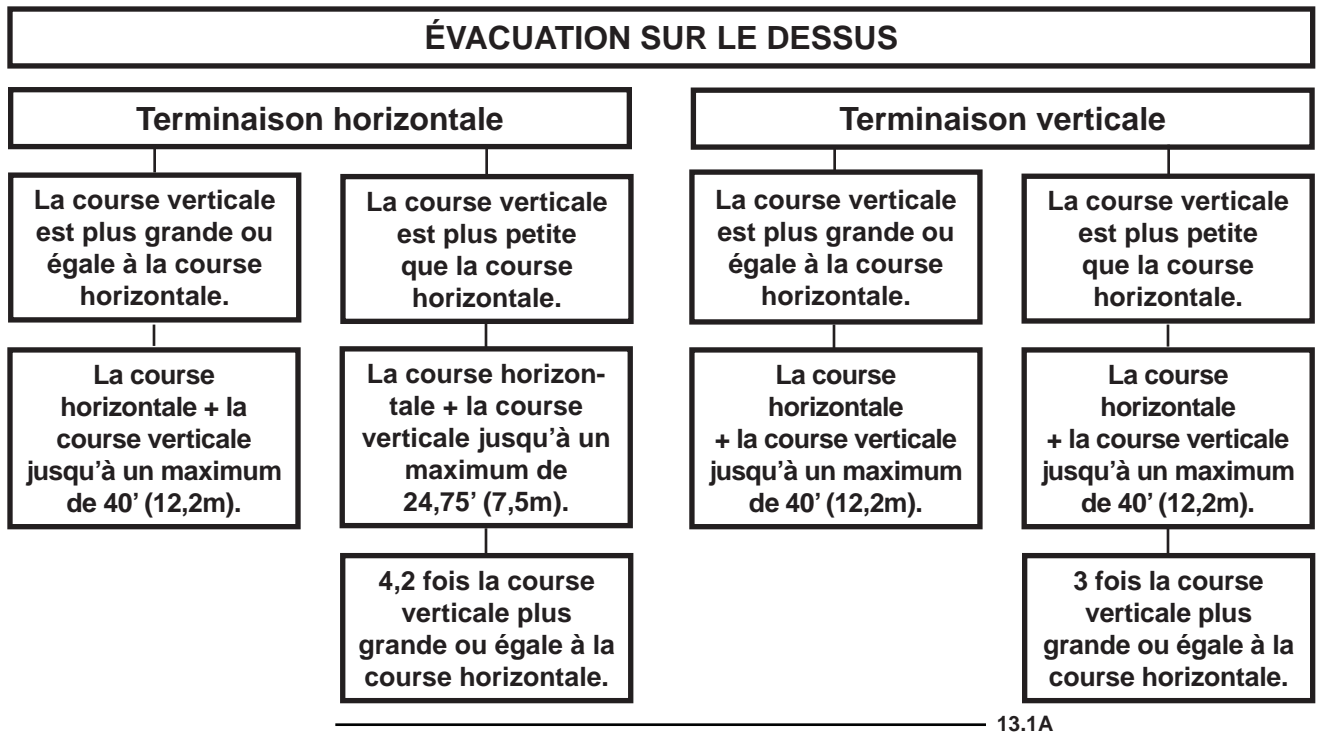 ÉVACUATION SUR LE DESSUS
Terminaison horizontale
La course verticale
est plus grande ou
égale à la course
horizontale.
La course
horizontale + la
course verticale
jusqu’à un maximum
de 40’ (12,2m).
La course verticale
est plus petite
que la course
horizontale.
La course horizon-
tale + la course
verticale jusqu’à un
maximum de
24,75’ (7,5m).
4,2 fois la course
verticale plus
grande ou égale à la
course horizontale.
Terminaison verticale
La course verticale
est plus grande ou
égale à la course
horizontale.
La course
horizontale
+ la course verticale
jusqu’à un maximum
de 40’ (12,2m).
La course verticale
est plus petite
que la course
horizontale.
La course
horizontale
+ la course verticale
jusqu’à un maximum
de 40’ (12,2m).
3 fois la course
verticale plus
grande ou égale à la
course horizontale.
13.1A